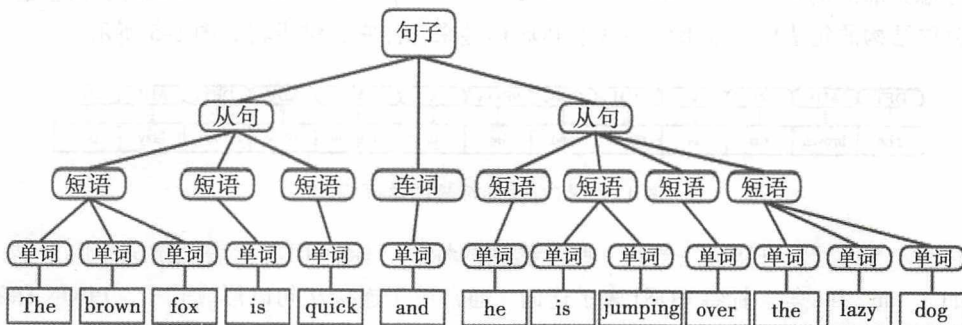 句子
从句 从句
短语 短语 短语 连词 短语 短语 短语 短语
单词 单词 单词 单词 单词 单词 单词 单词 单词 单词 单词 单词 单词
The brown fox is quick and he is jumping over the lazy dog